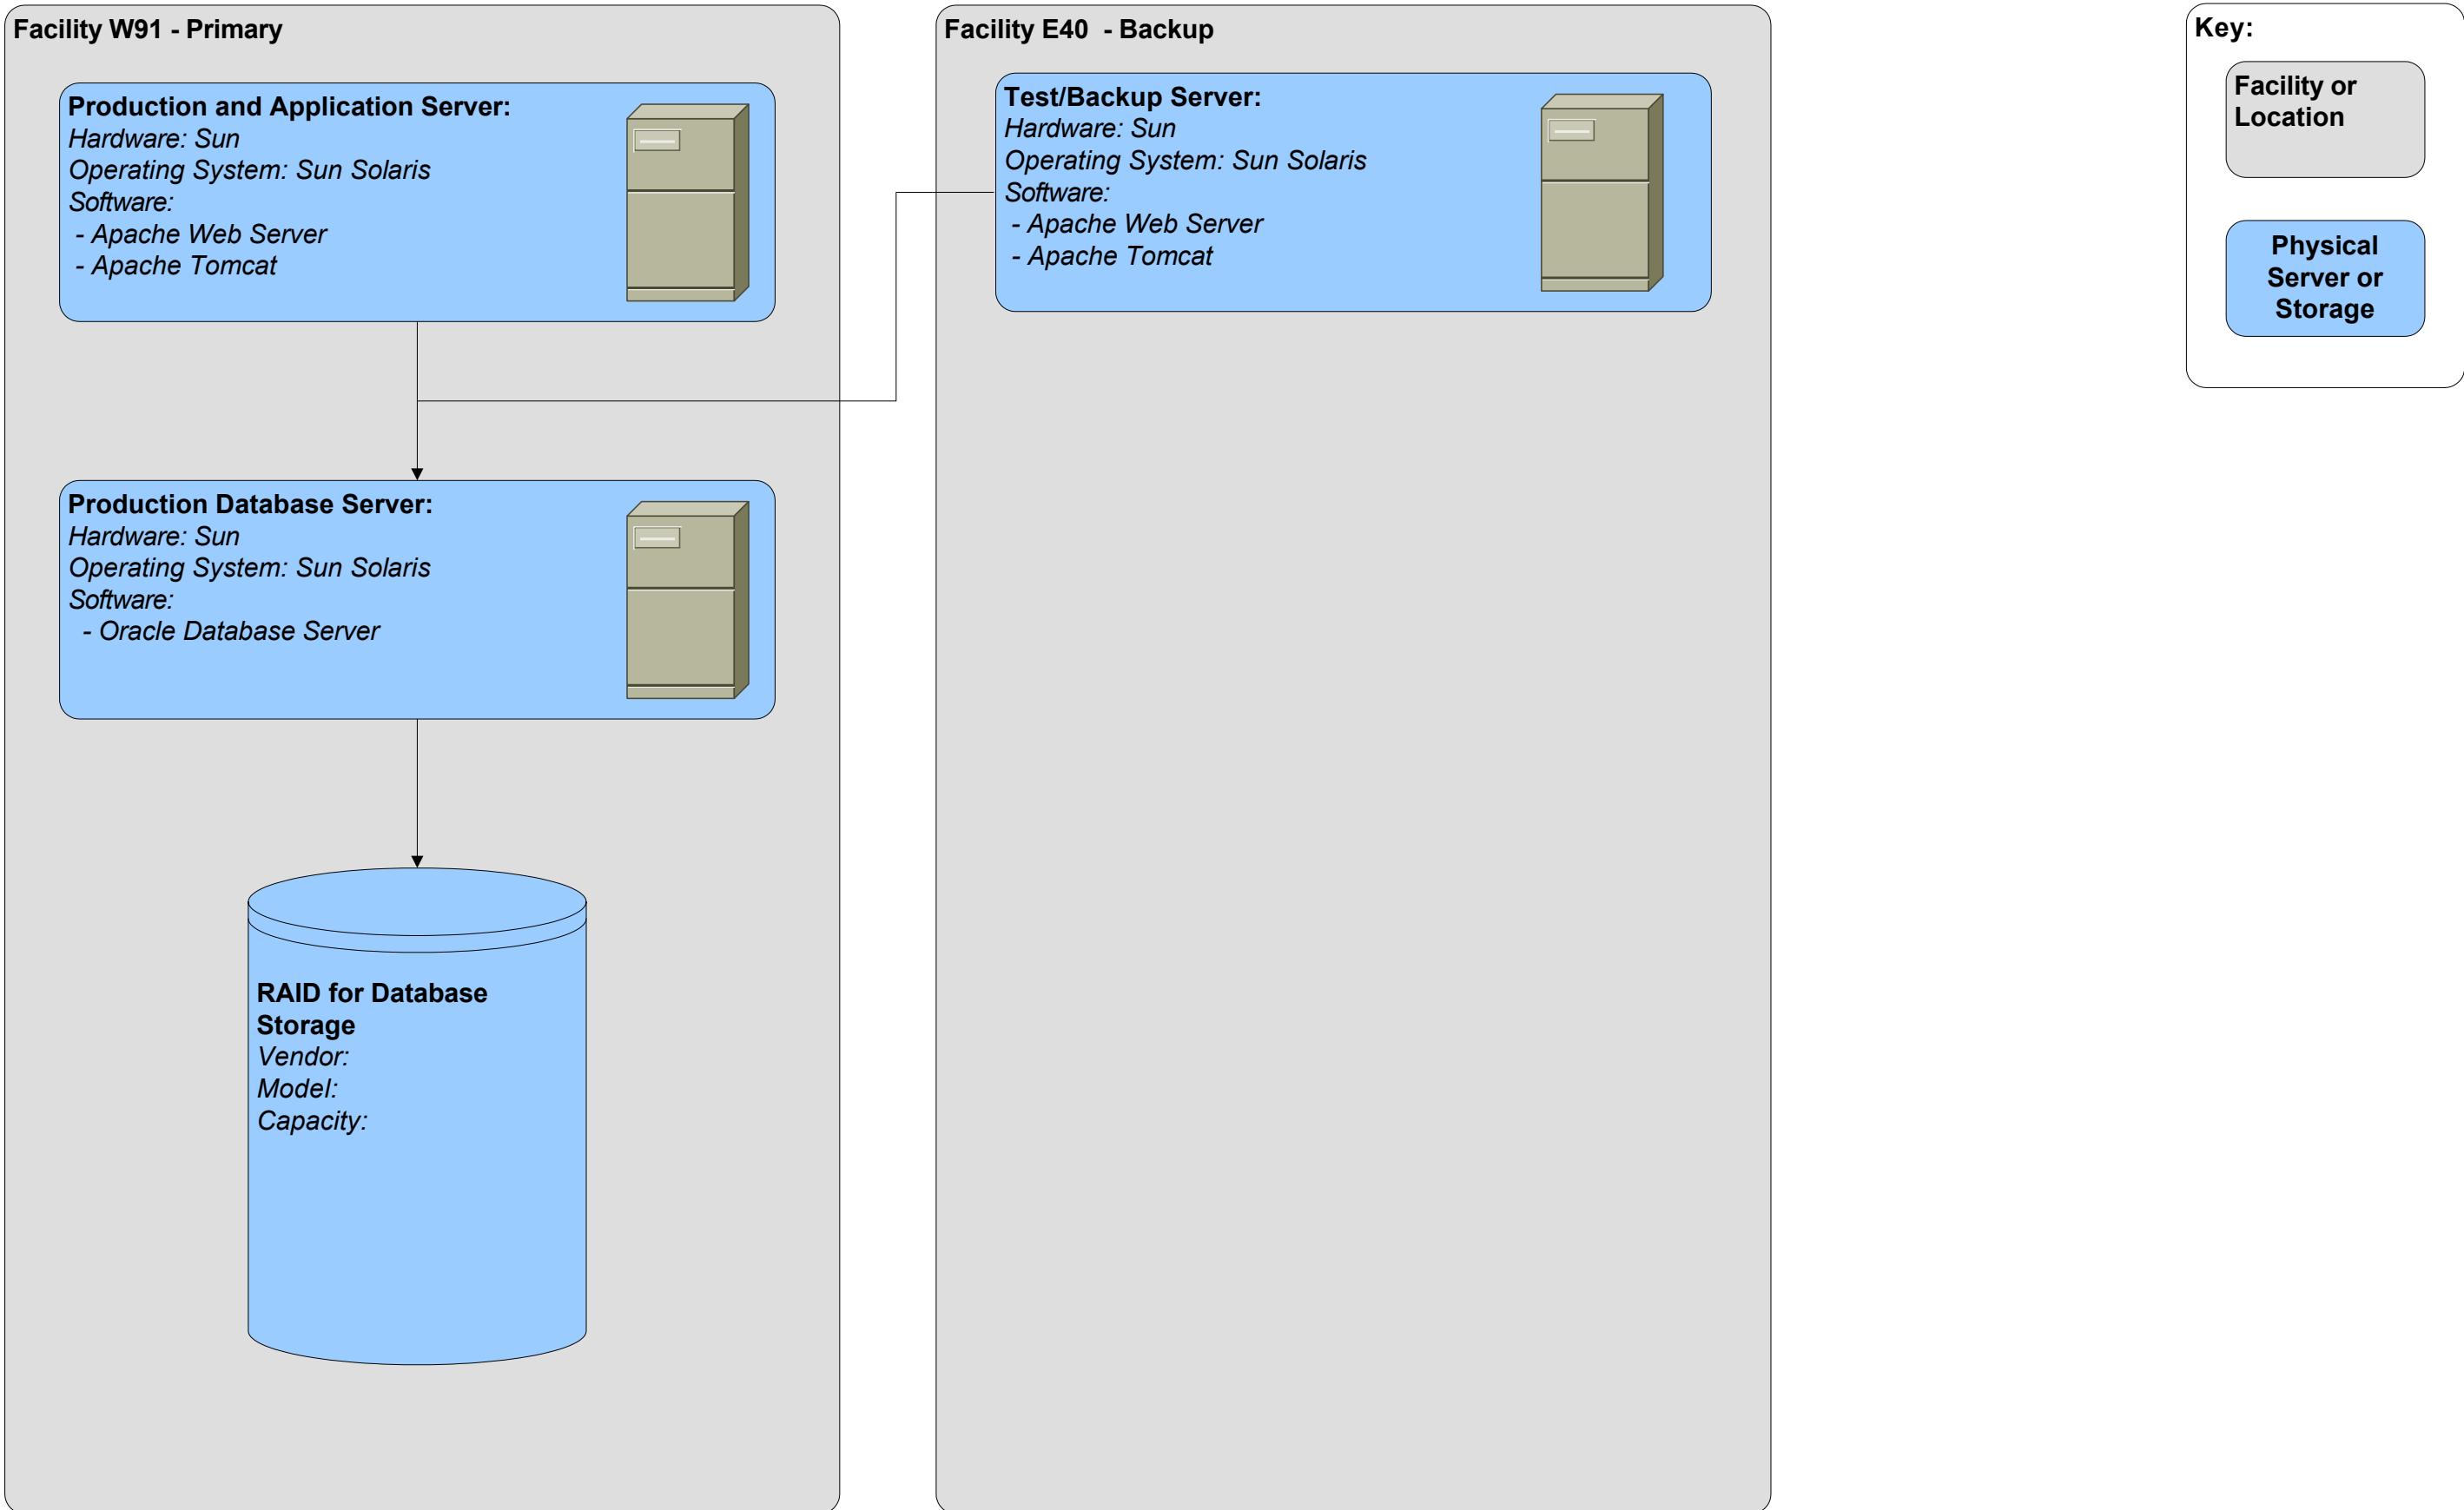 Facility W91 - Primary
Production and Application Server:
Hardware: Sun
Operating System: Sun Solaris
Software:
- Apache Web Server
- Apache Tomcat
Production Database Server:
Hardware: Sun
Operating System: Sun Solaris
Software:
- Oracle Database Server
RAID for Database
Storage
Vendor:
Model:
Capacity:
Facility E40  - Backup
Test/Backup Server:
Hardware: Sun
Operating System: Sun Solaris
Software:
- Apache Web Server
- Apache Tomcat
Key:
Facility or
Location
Physical
Server or
Storage